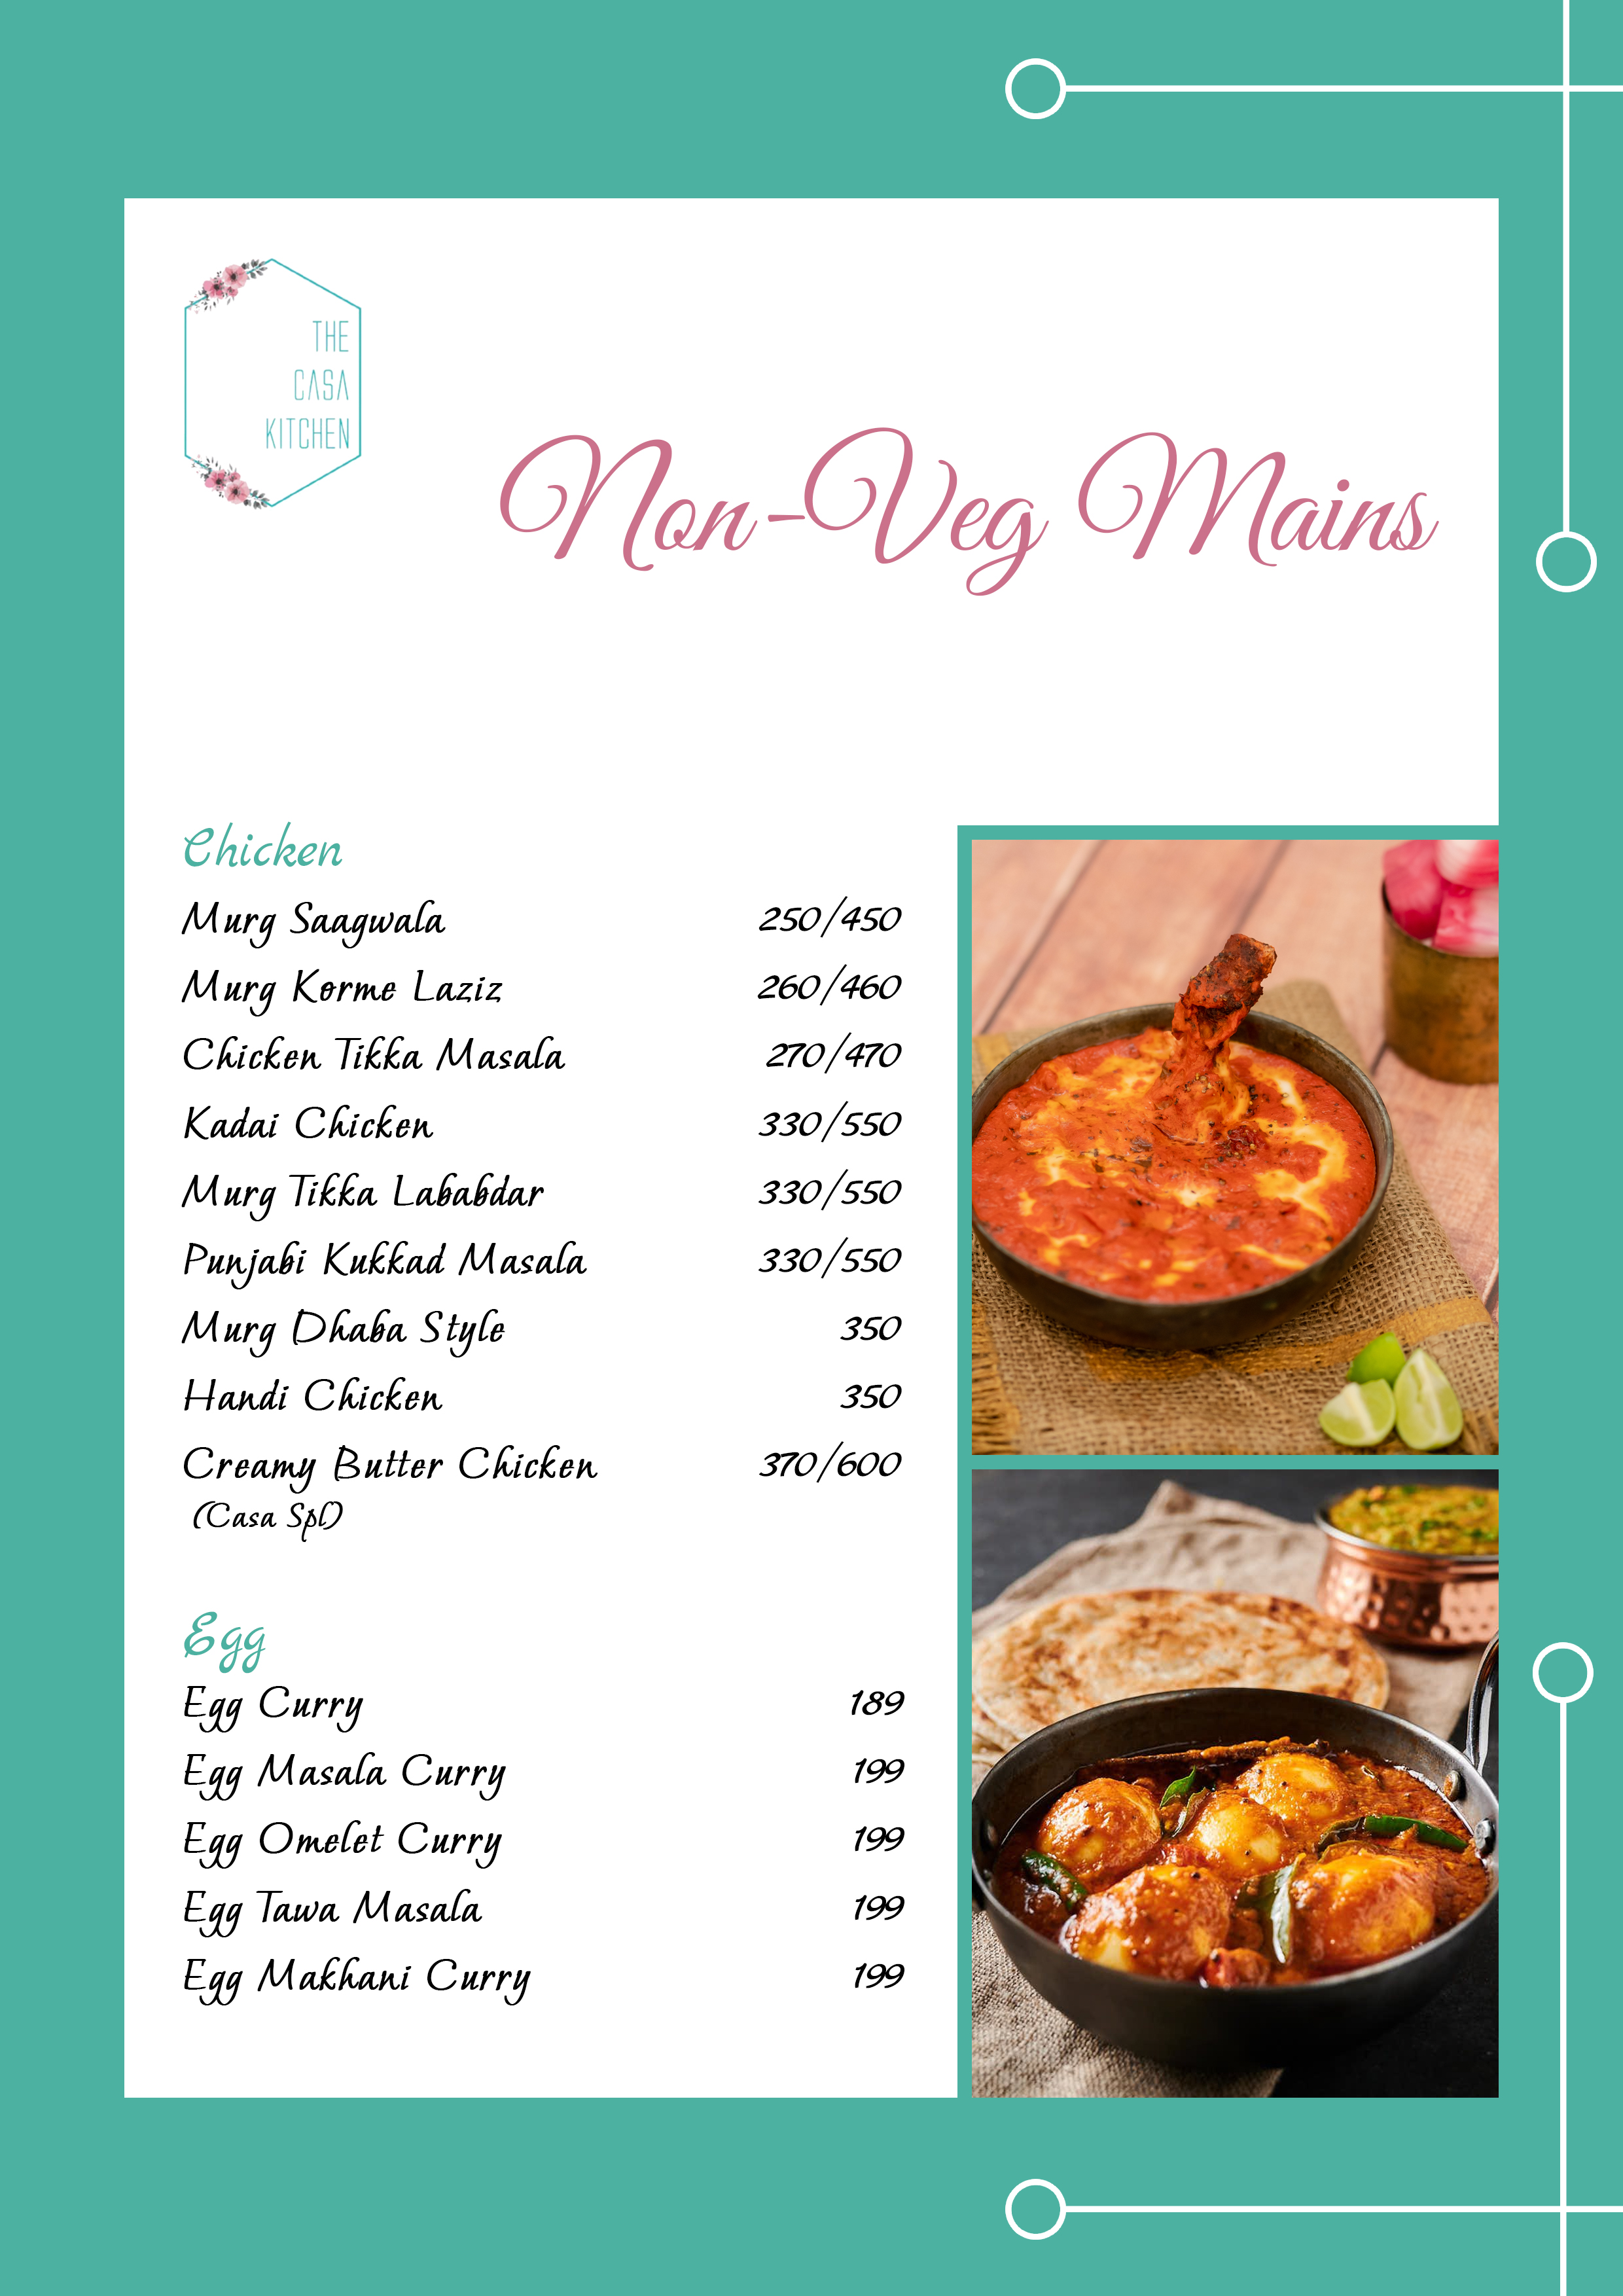 THE
CASA
KITCHEN
Non-Veg Mains
Chicken
Murg Saagwala 250/450
Murg Korme Laziz 260/460
Chicken Tikka Masala 270/470
Kadai Chicken 330/550
Murg Tikka Lababdar 330/550
Punjabi Kukkad Masala 330/550
Murg Dhaba Style 350
Handi Chicken 350
Creamy Butter Chicken 370/600
(Casa Spl)
Egg
Egg Curry 189
Egg Masala Curry 199
Egg Omelet Curry 199
Egg Tawa Masala 199
Egg Makhani Curry 199